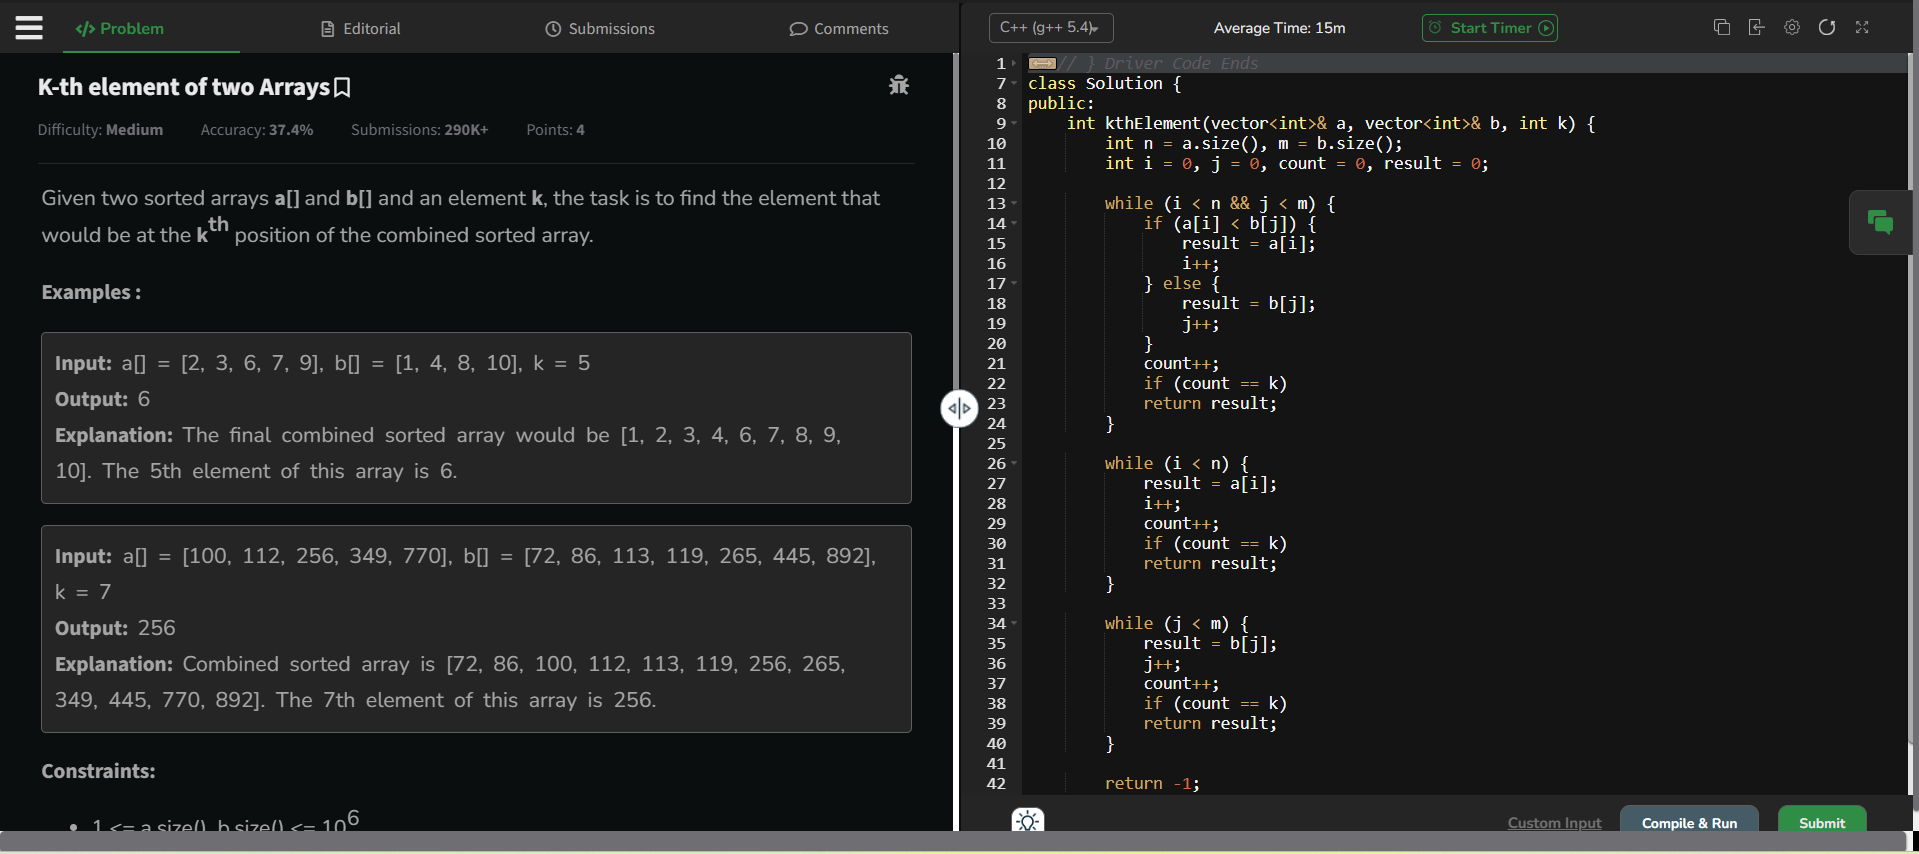 </> Problem
Editorial
Submissions
Comments
K-th element of two Arrays
Difficulty: Medium Accuracy: 37.4% Submissions: 290K+ Points: 4
Given two sorted arrays a[] and b[] and an element k, the task is to find the element that
would be at the kth position of the combined sorted array.
Examples :
Input: a[] = [2, 3, 6, 7, 9], b[] = [1, 4, 8, 10], k = 5
Output: 6
Explanation: The final combined sorted array would be [1, 2, 3, 4, 6, 7, 8, 9,
10]. The 5th element of this array is 6.
Input: a[] = [100, 112, 256, 349, 770], b[] = [72, 86, 113, 119, 265, 445, 892],
k = 7
Output: 256
Explanation: Combined sorted array is [72, 86, 100, 112, 113, 119, 256, 265,
349, 445, 770, 892]. The 7th element of this array is 256.
Constraints:
• 1 <= a.size(), b.size() <= 10^6
C++ (g++ 5.4)
Average Time: 15m
Start Timer
1 // } Driver Code Ends
7 class Solution {
8 public:
9     int kthElement(vector<int>& a, vector<int>& b, int k) {
10         int n = a.size(), m = b.size();
11         int i = 0, j = 0, count = 0, result = 0;
12
13         while (i < n && j < m) {
14             if (a[i] < b[j]) {
15                 result = a[i];
16                 i++;
17             } else {
18                 result = b[j];
19                 j++;
20             }
21             count++;
22             if (count == k)
23             return result;
24         }
25
26         while (i < n) {
27             result = a[i];
28             i++;
29             count++;
30             if (count == k)
31             return result;
32         }
33
34         while (j < m) {
35             result = b[j];
36             j++;
37             count++;
38             if (count == k)
39             return result;
40         }
41
42         return -1;
Custom Input
Compile & Run
Submit